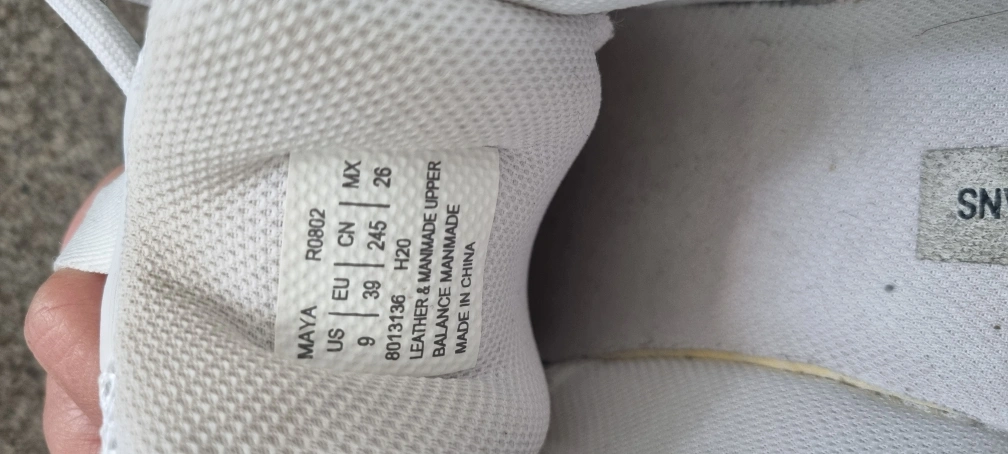 MAYA R0802
US | EU | CN | MX
9 | 39 | 245 | 26
8013136 H20
LEATHER & MANMADE UPPER
BALANCE MANMADE
MADE IN CHINA